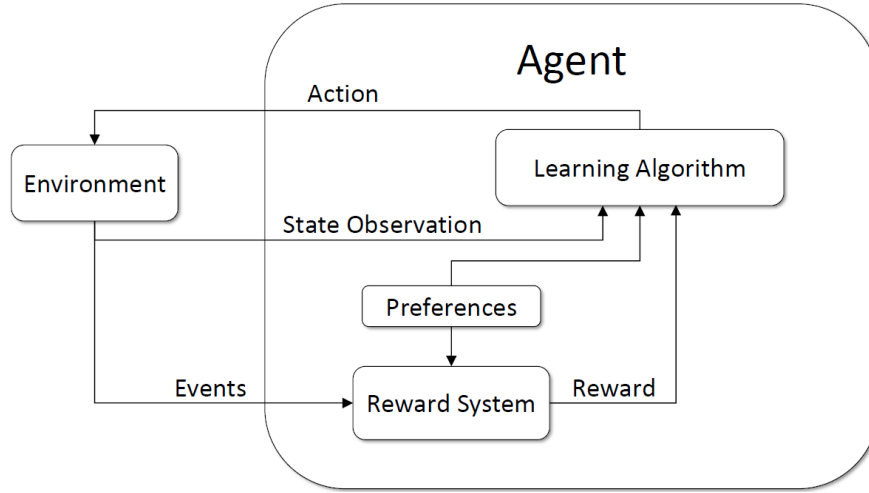 Agent
Action
Environment
Learning Algorithm
State Observation
Preferences
Events
Reward System
Reward